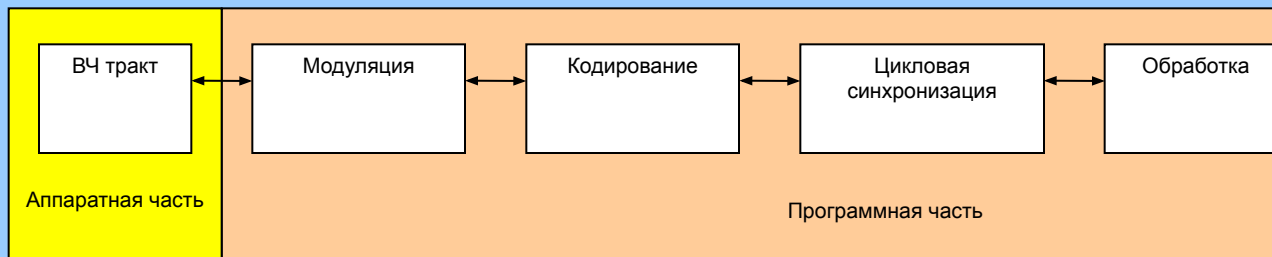 ВЧ тракт
Модуляция
Кодирование
Цикловая
синхронизация
Обработка
Аппаратная часть
Программная часть